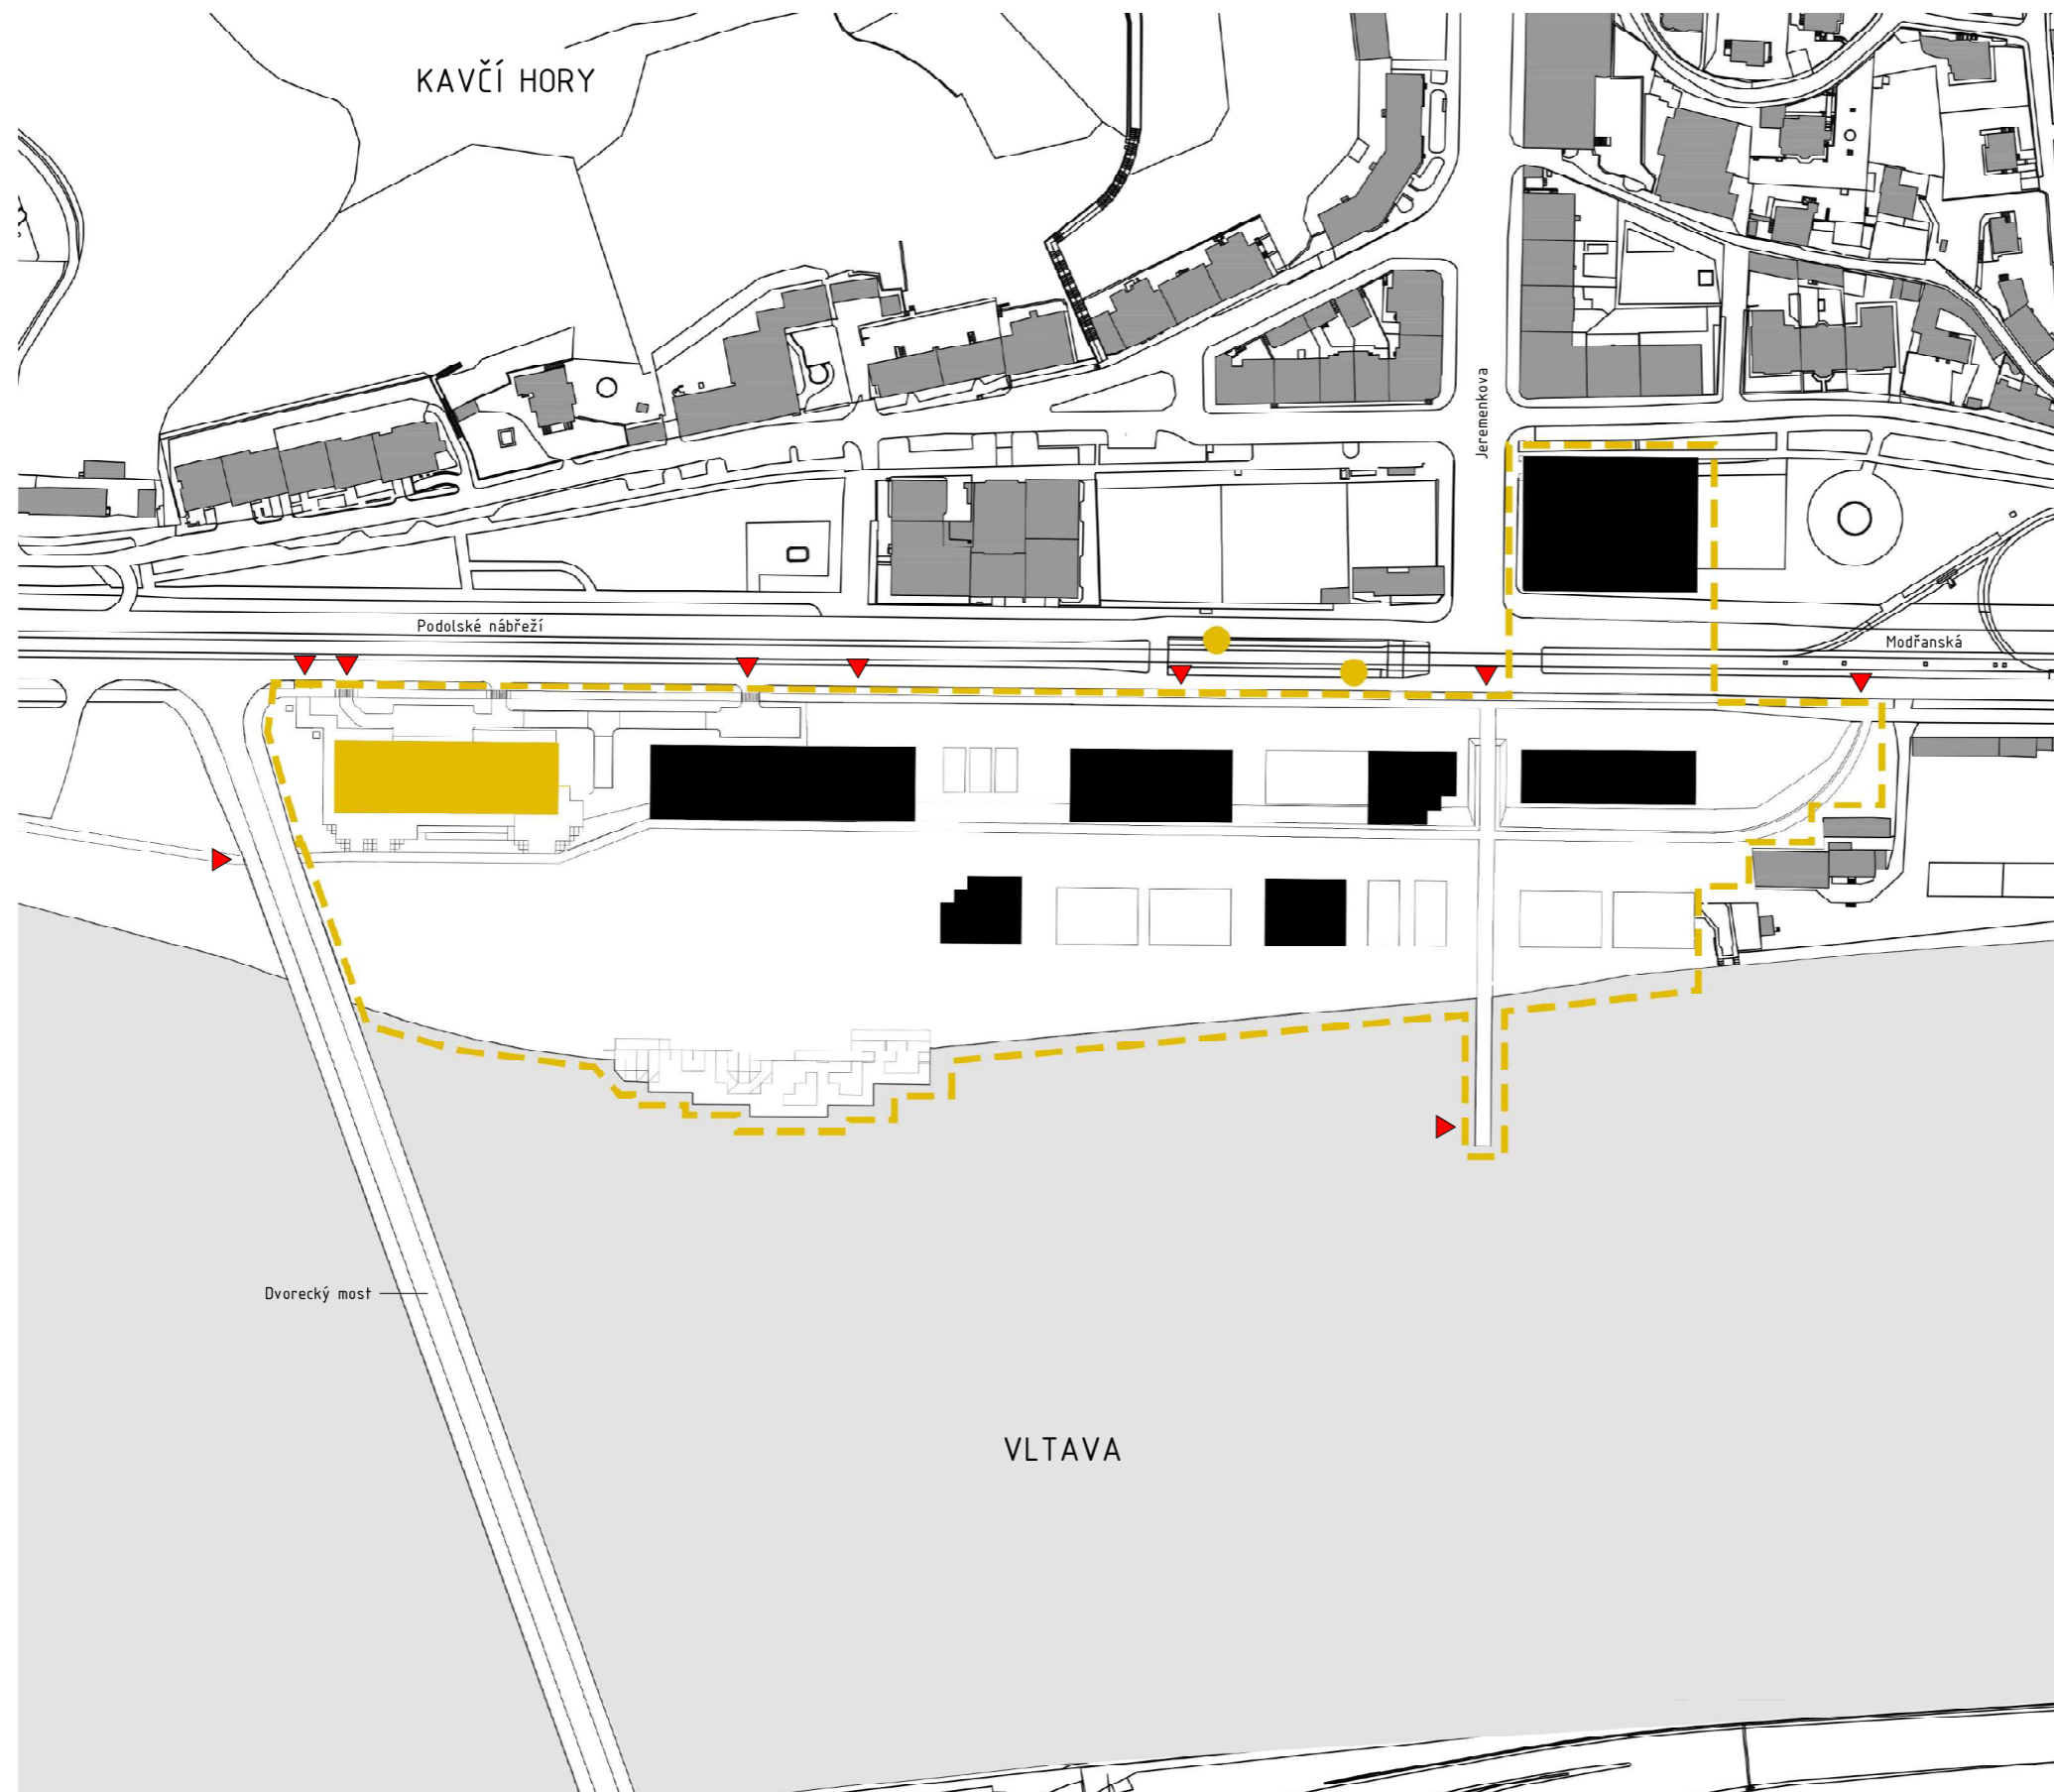 KAVČÍ HORY
Jeremenkova
Podolské nábřeží
Modřanská
Dvorecký most
VLTAVA